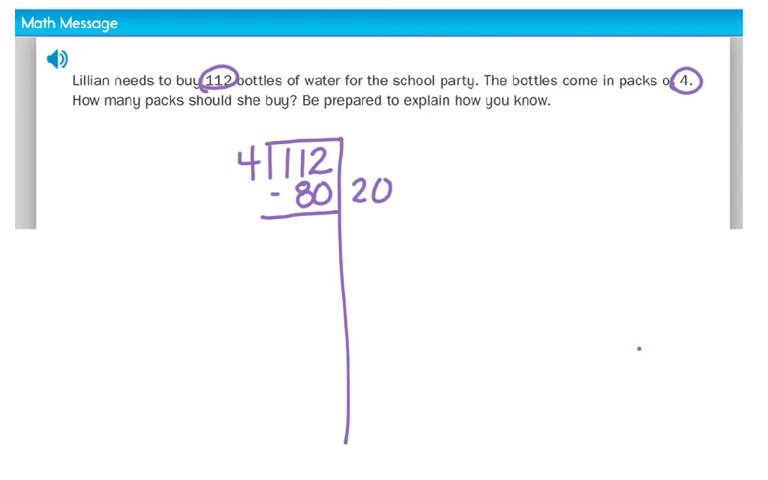 Math Message
Lillian needs to buy 112 bottles of water for the school party. The bottles come in packs of 4.
How many packs should she buy? Be prepared to explain how you know.
4 112
- 80 20